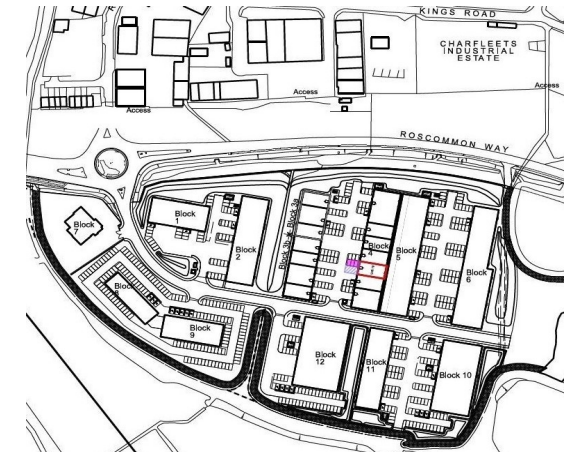 KINGS ROAD
CHARFLEETS
INDUSTRIAL
ESTATE
Access
Access
Access
ROSCOMMON WAY
Block
1
Block
2
Block 3b
Block 3a
Block
4
Block
5
Block
6
Block
7
Block
8
Block
9
Block
12
Block
11
Block 10